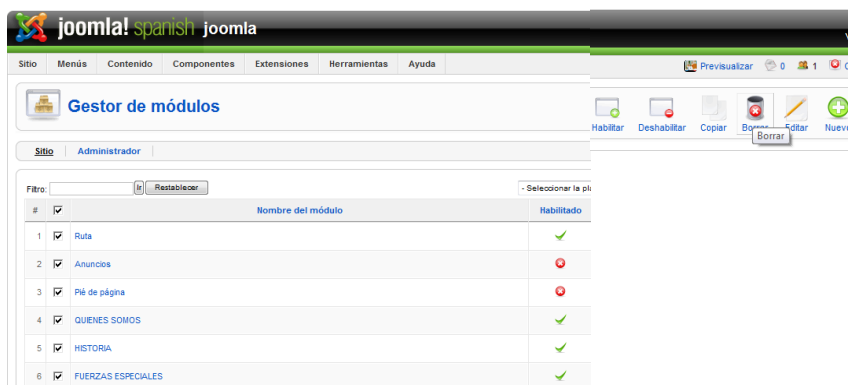 joomla! spanish joomla
Sitio Menús Contenido Componentes Extensiones Herramientas Ayuda
Previsualizar 0 1
Gestor de módulos
Habilitar Deshabilitar Copiar Borrar Editar Nuevo
Borrar
Sitio Administrador
Filtro: Ir Restablecer - Seleccionar la
# Nombre del módulo Habilitado
1 Ruta
2 Anuncios
3 Pié de página
4 QUIENES SOMOS
5 HISTORIA
6 FUERZAS ESPECIALES